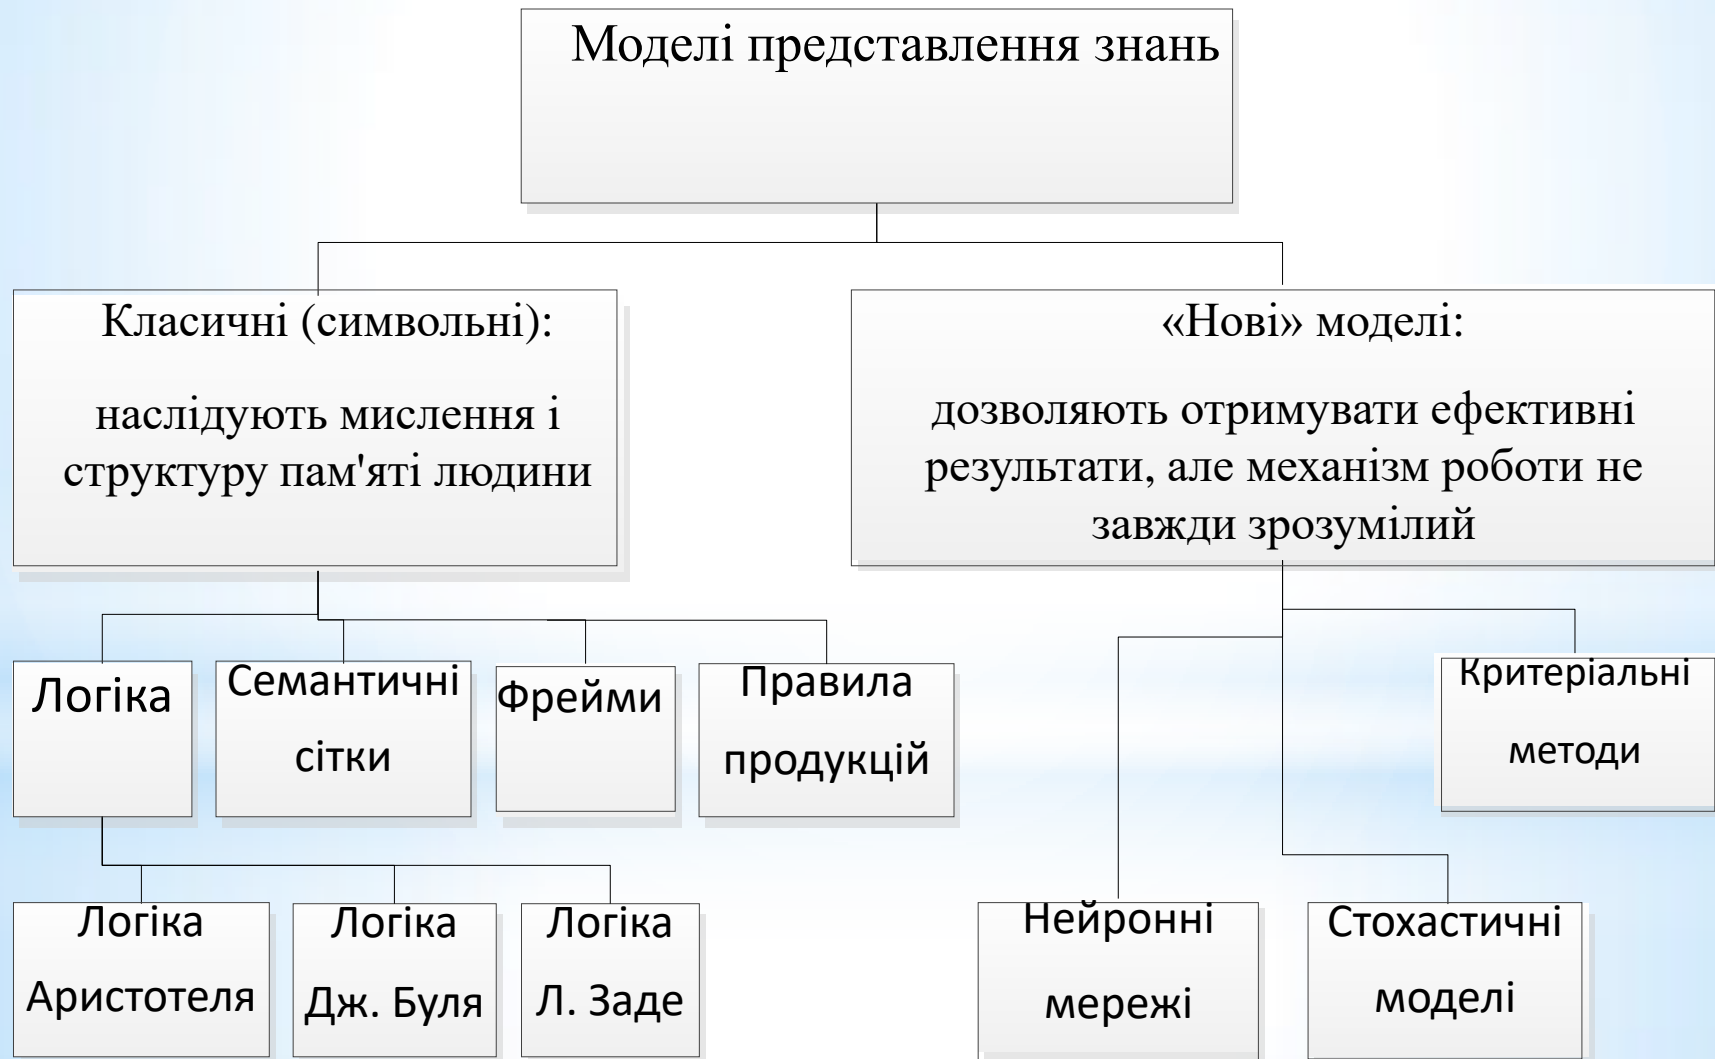 Моделі представлення знань
Класичні (символьні):
наслідують мислення і
структуру пам'яті людини
«Нові» моделі:
дозволяють отримувати ефективні
результати, але механізм роботи не
завжди зрозумілий
Логіка
Семантичні
сітки
Фрейми
Правила
продукцій
Критеріальні
методи
Логіка
Аристотеля
Логіка
Дж. Буля
Логіка
Л. Заде
Нейронні
мережі
Стохастичні
моделі